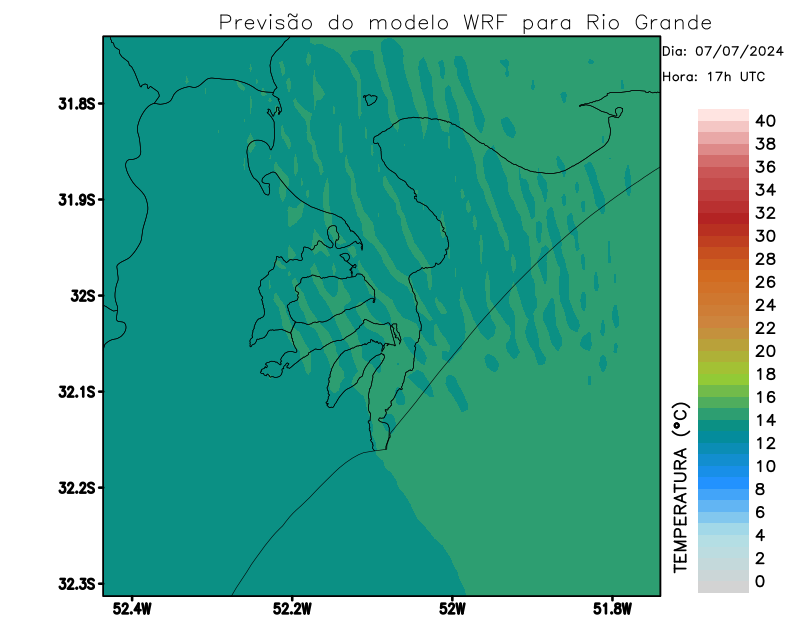 Previsão do modelo WRF para Rio Grande
Dia: 07/07/2024
Hora: 17h UTC
31.8S
31.9S
32S
32.1S
32.2S
32.3S
52.4W
52.2W
52W
51.8W
TEMPERATURA (°C)
40
38
36
34
32
30
28
26
24
22
20
18
16
14
12
10
8
6
4
2
0